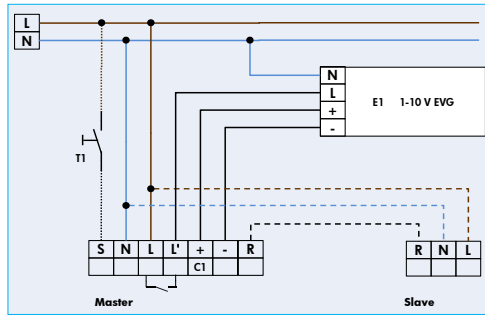 L
N
N
L
E1 1-10 V EVG
+
-
T1
S N L L' + - R
R N L
C1
Master
Slave